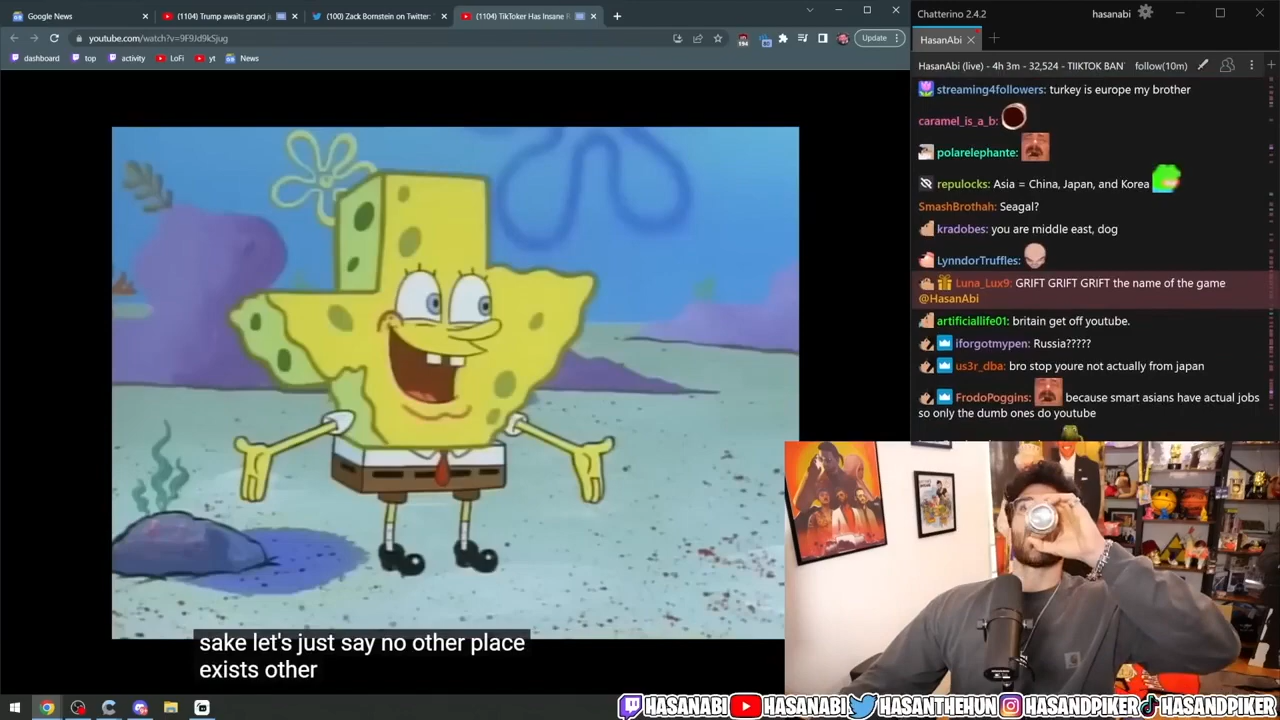 Google News
(1104) Trump awaits grand j
(100) Zack Bornstein on Twitter:
(1104) TikToker Has Insane R
Chatterino 2.4.2
hasanabi
youtube.com/watch?v=9F9Jd9kSjug
194
Update
HasanAbi
dashboard
top
activity
LoFi
yt
News
HasanAbi (live) - 4h 3m - 32,524 - TIIKTOK BAN
follow(10m)
streaming4followers: turkey is europe my brother
caramel_is_a_b:
polarelephante:
repulocks: Asia = China, Japan, and Korea
SmashBrothah: Seagal?
kradobes: you are middle east, dog
LynndorTruffles:
Luna_Lux9: GRIFT GRIFT GRIFT the name of the game
@HasanAbi
artificiallife01: britain get off youtube.
iforgotmypen: Russia?????
us3r_dba: bro stop youre not actually from japan
FrodoPoggins: because smart asians have actual jobs
so only the dumb ones do youtube
sake let's just say no other place
exists other
HASANABI
HASANABI
HASANTHEHUN
HASANDPIKER
HASANDPIKER